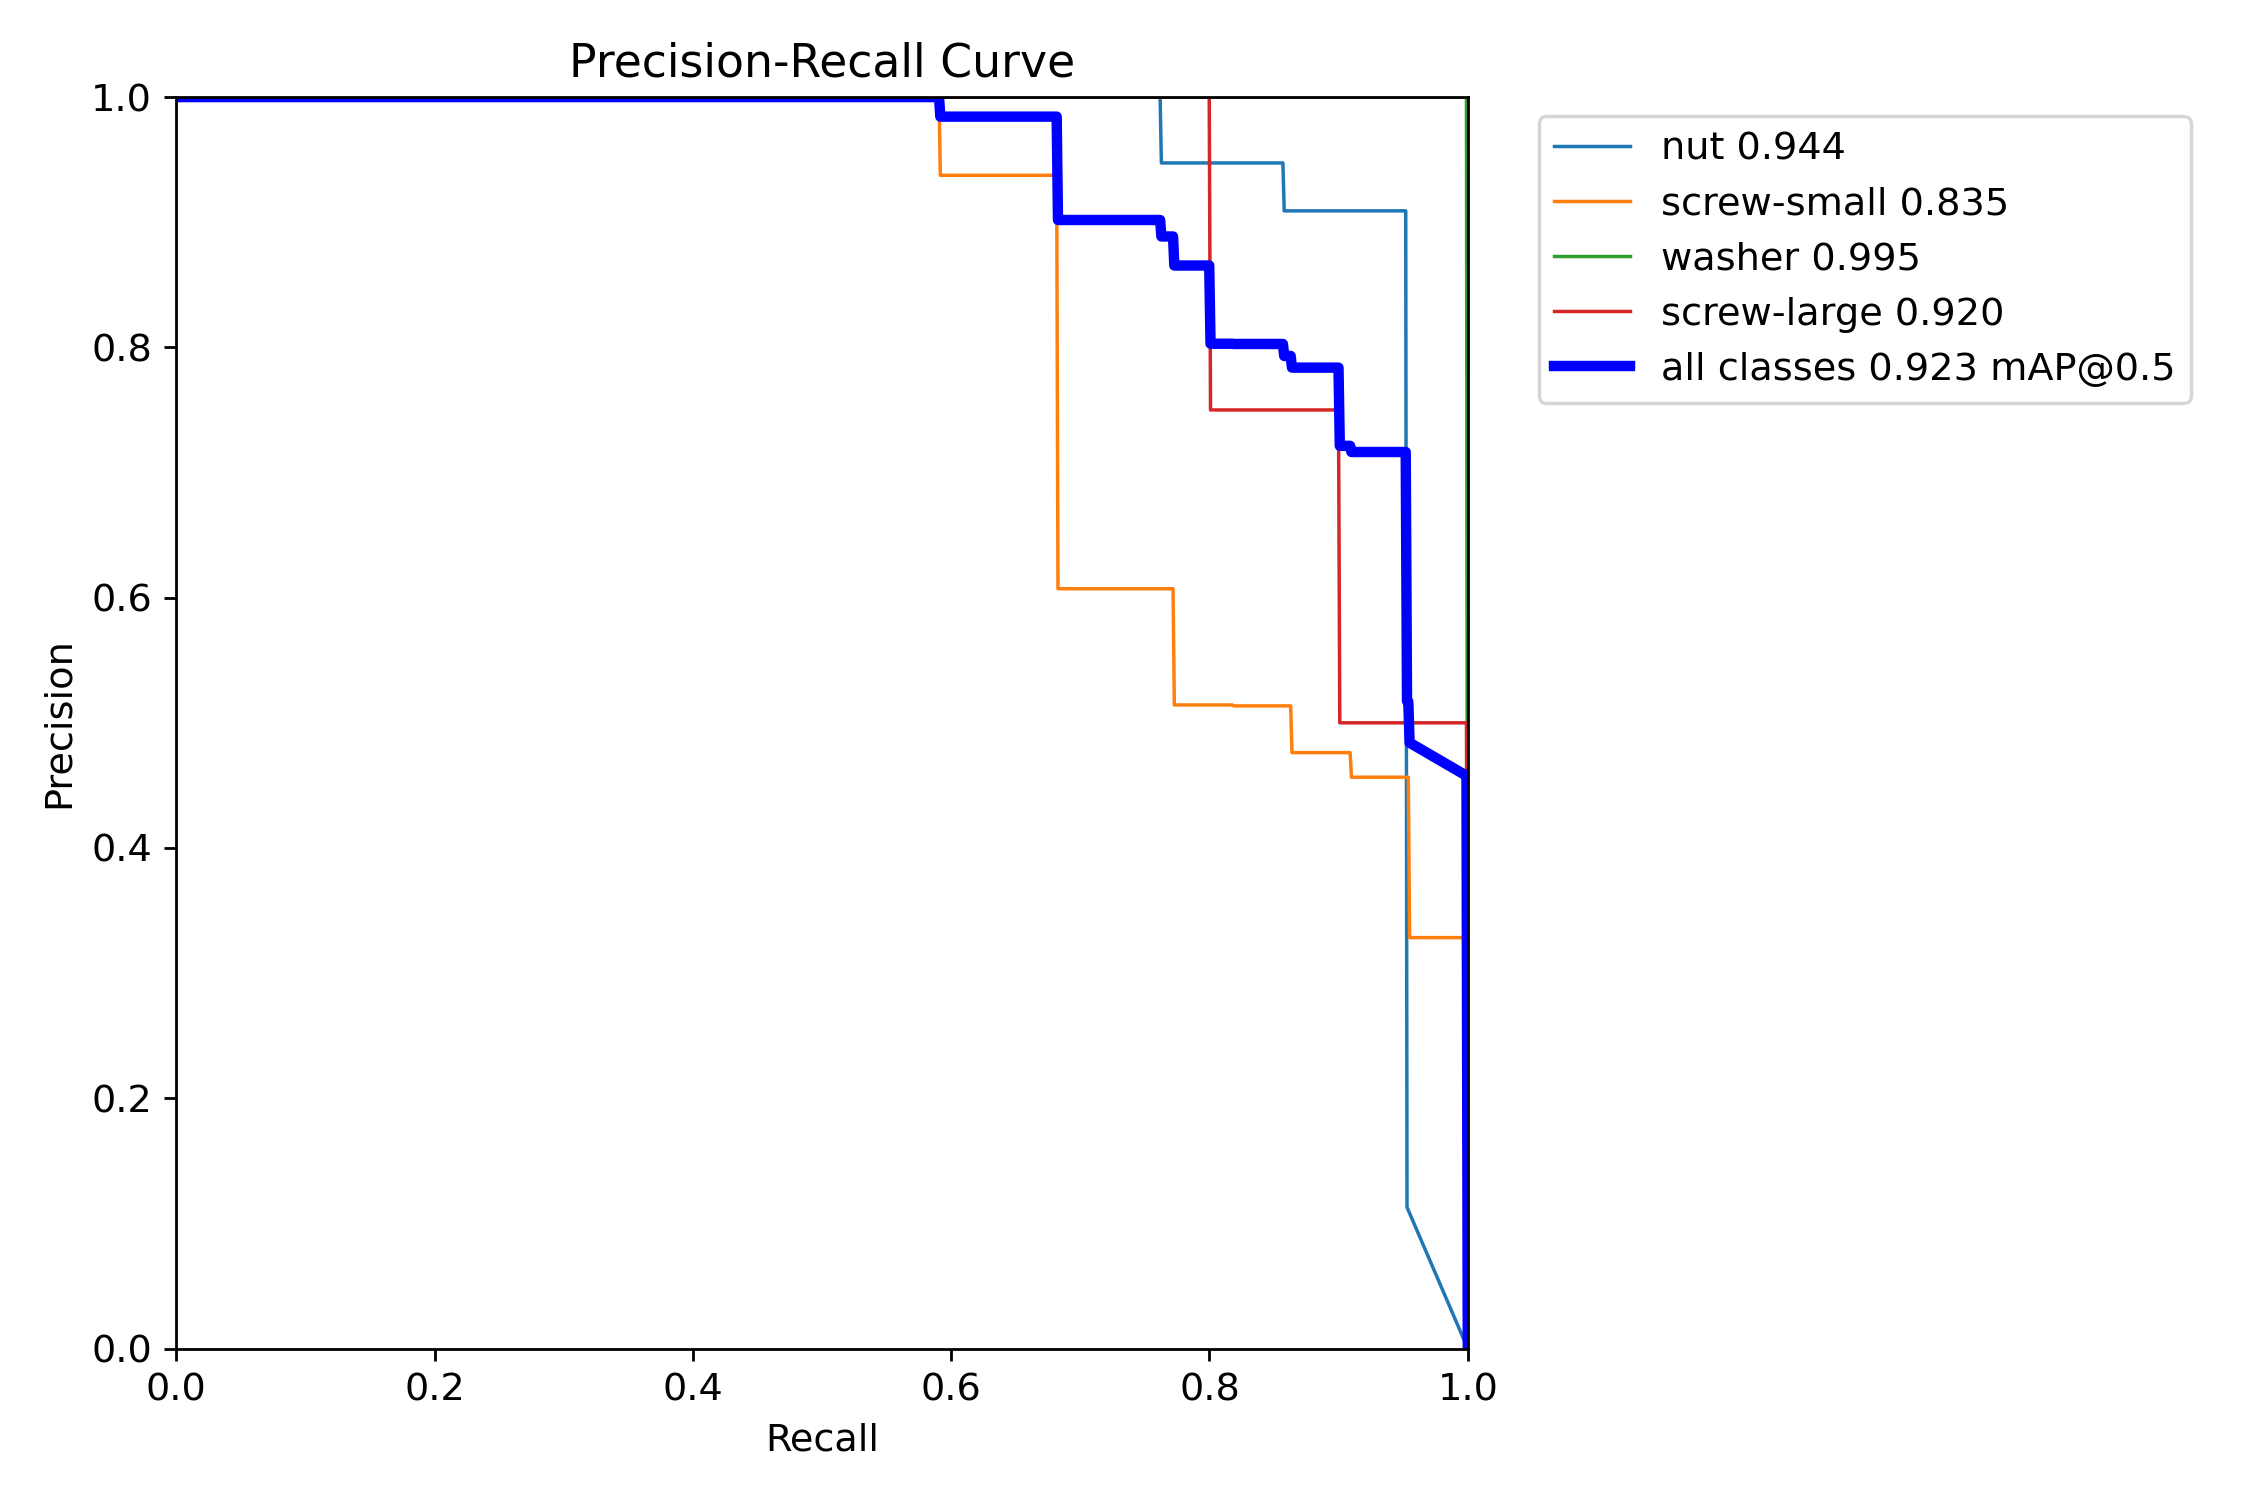 Precision-Recall Curve
1.0
0.8
0.6
0.4
0.2
0.0
Precision
0.0 0.2 0.4 0.6 0.8 1.0
Recall
nut 0.944
screw-small 0.835
washer 0.995
screw-large 0.920
all classes 0.923 mAP@0.5